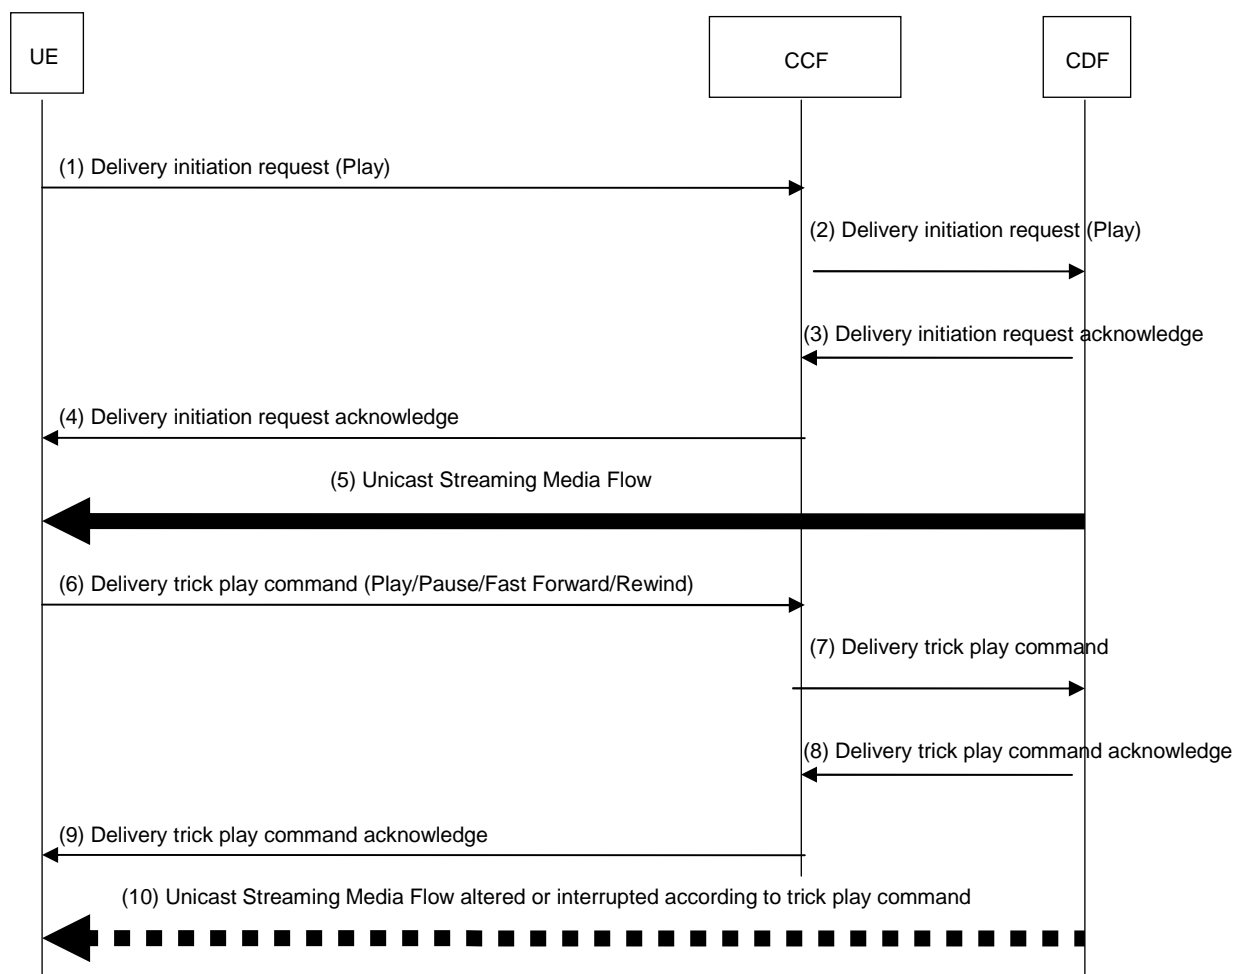 UE
CCF
CDF
(1) Delivery initiation request (Play)
(2) Delivery initiation request (Play)
(3) Delivery initiation request acknowledge
(4) Delivery initiation request acknowledge
(5) Unicast Streaming Media Flow
(6) Delivery trick play command (Play/Pause/Fast Forward/Rewind)
(7) Delivery trick play command
(8) Delivery trick play command acknowledge
(9) Delivery trick play command acknowledge
(10) Unicast Streaming Media Flow altered or interrupted according to trick play command